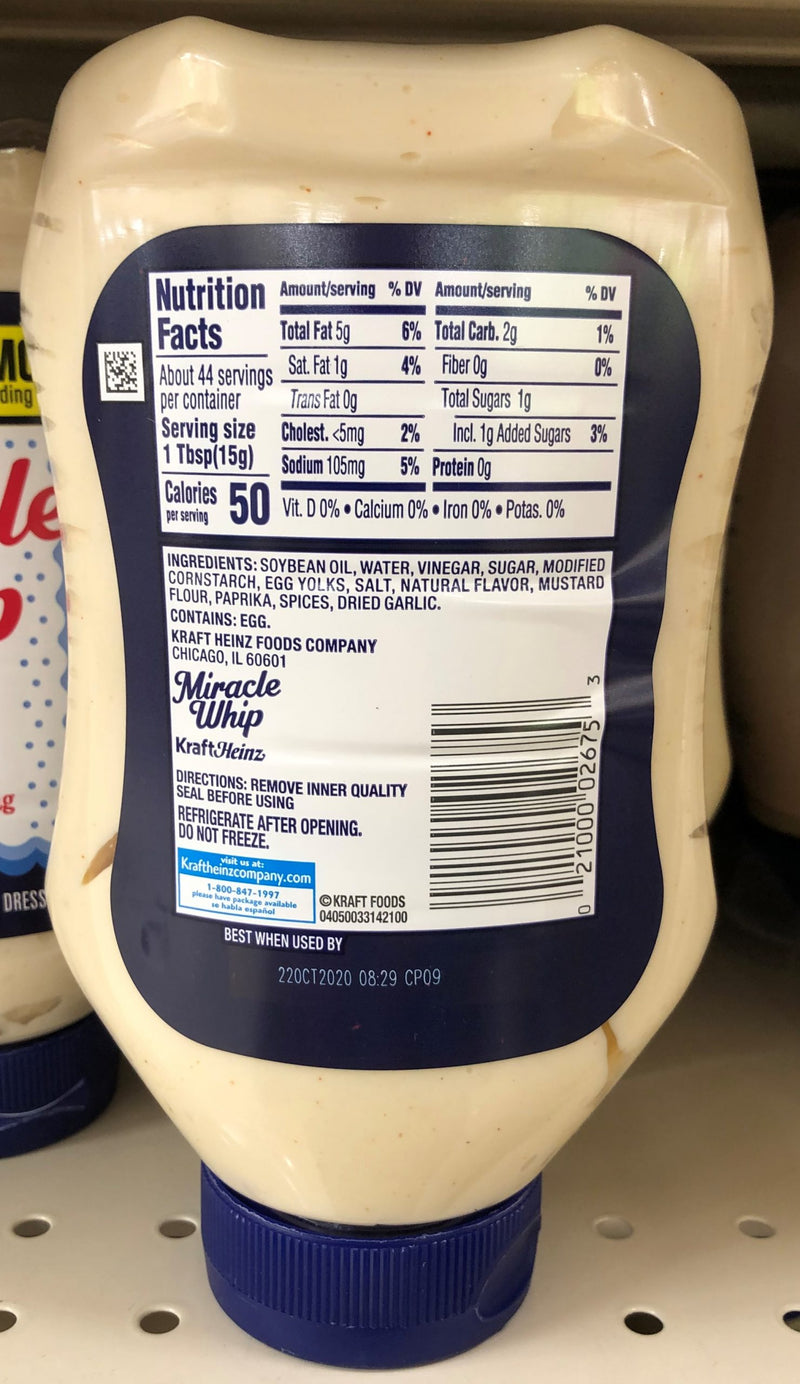 Nutrition
Facts
About 44 servings
per container
Serving size
1 Tbsp(15g)
Calories 50
per serving
Amount/serving % DV
Total Fat 5g 6%
Sat. Fat 1g 4%
Trans Fat 0g
Cholest. <5mg 2%
Sodium 105mg 5%
Amount/serving % DV
Total Carb. 2g 1%
Fiber 0g 0%
Total Sugars 1g
Incl. 1g Added Sugars 3%
Protein 0g
Vit. D 0% • Calcium 0% • Iron 0% • Potas. 0%
INGREDIENTS: SOYBEAN OIL, WATER, VINEGAR, SUGAR, MODIFIED
CORNSTARCH, EGG YOLKS, SALT, NATURAL FLAVOR, MUSTARD
FLOUR, PAPRIKA, SPICES, DRIED GARLIC.
CONTAINS: EGG.
KRAFT HEINZ FOODS COMPANY
CHICAGO, IL 60601
Miracle
Whip
KraftHeinz
DIRECTIONS: REMOVE INNER QUALITY
SEAL BEFORE USING
REFRIGERATE AFTER OPENING.
DO NOT FREEZE.
visit us at:
Kraftheinzcompany.com
1-800-847-1997
please have package available
se habla español
© KRAFT FOODS
04050033142100
0 21000 02675 3
BEST WHEN USED BY
22OCT2020 08:29 CP09
DRESS